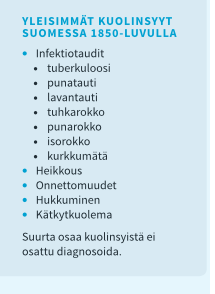 YLEISIMMÄT KUOLINSYYT
SUOMESSA 1850-LUVULLA
• Infektiotaudit
• tuberkuloosi
• punatauti
• lavantauti
• tuhkarokko
• punarokko
• isorokko
• kurkkumätä
• Heikkous
• Onnettomuudet
• Hukkuminen
• Kätkytkuolema
Suurta osaa kuolinsyistä ei
osattu diagnosoida.